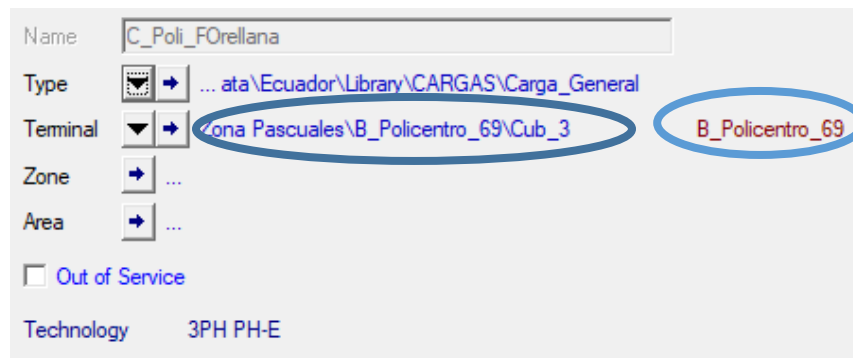 Name C_Poli_FOrellana
Type ... ata\Ecuador\Library\CARGAS\Carga_General
Terminal Zona Pascuales\B_Policentro_69\Cub_3 B_Policentro_69
Zone ...
Area ...
Out of Service
Technology 3PH PH-E